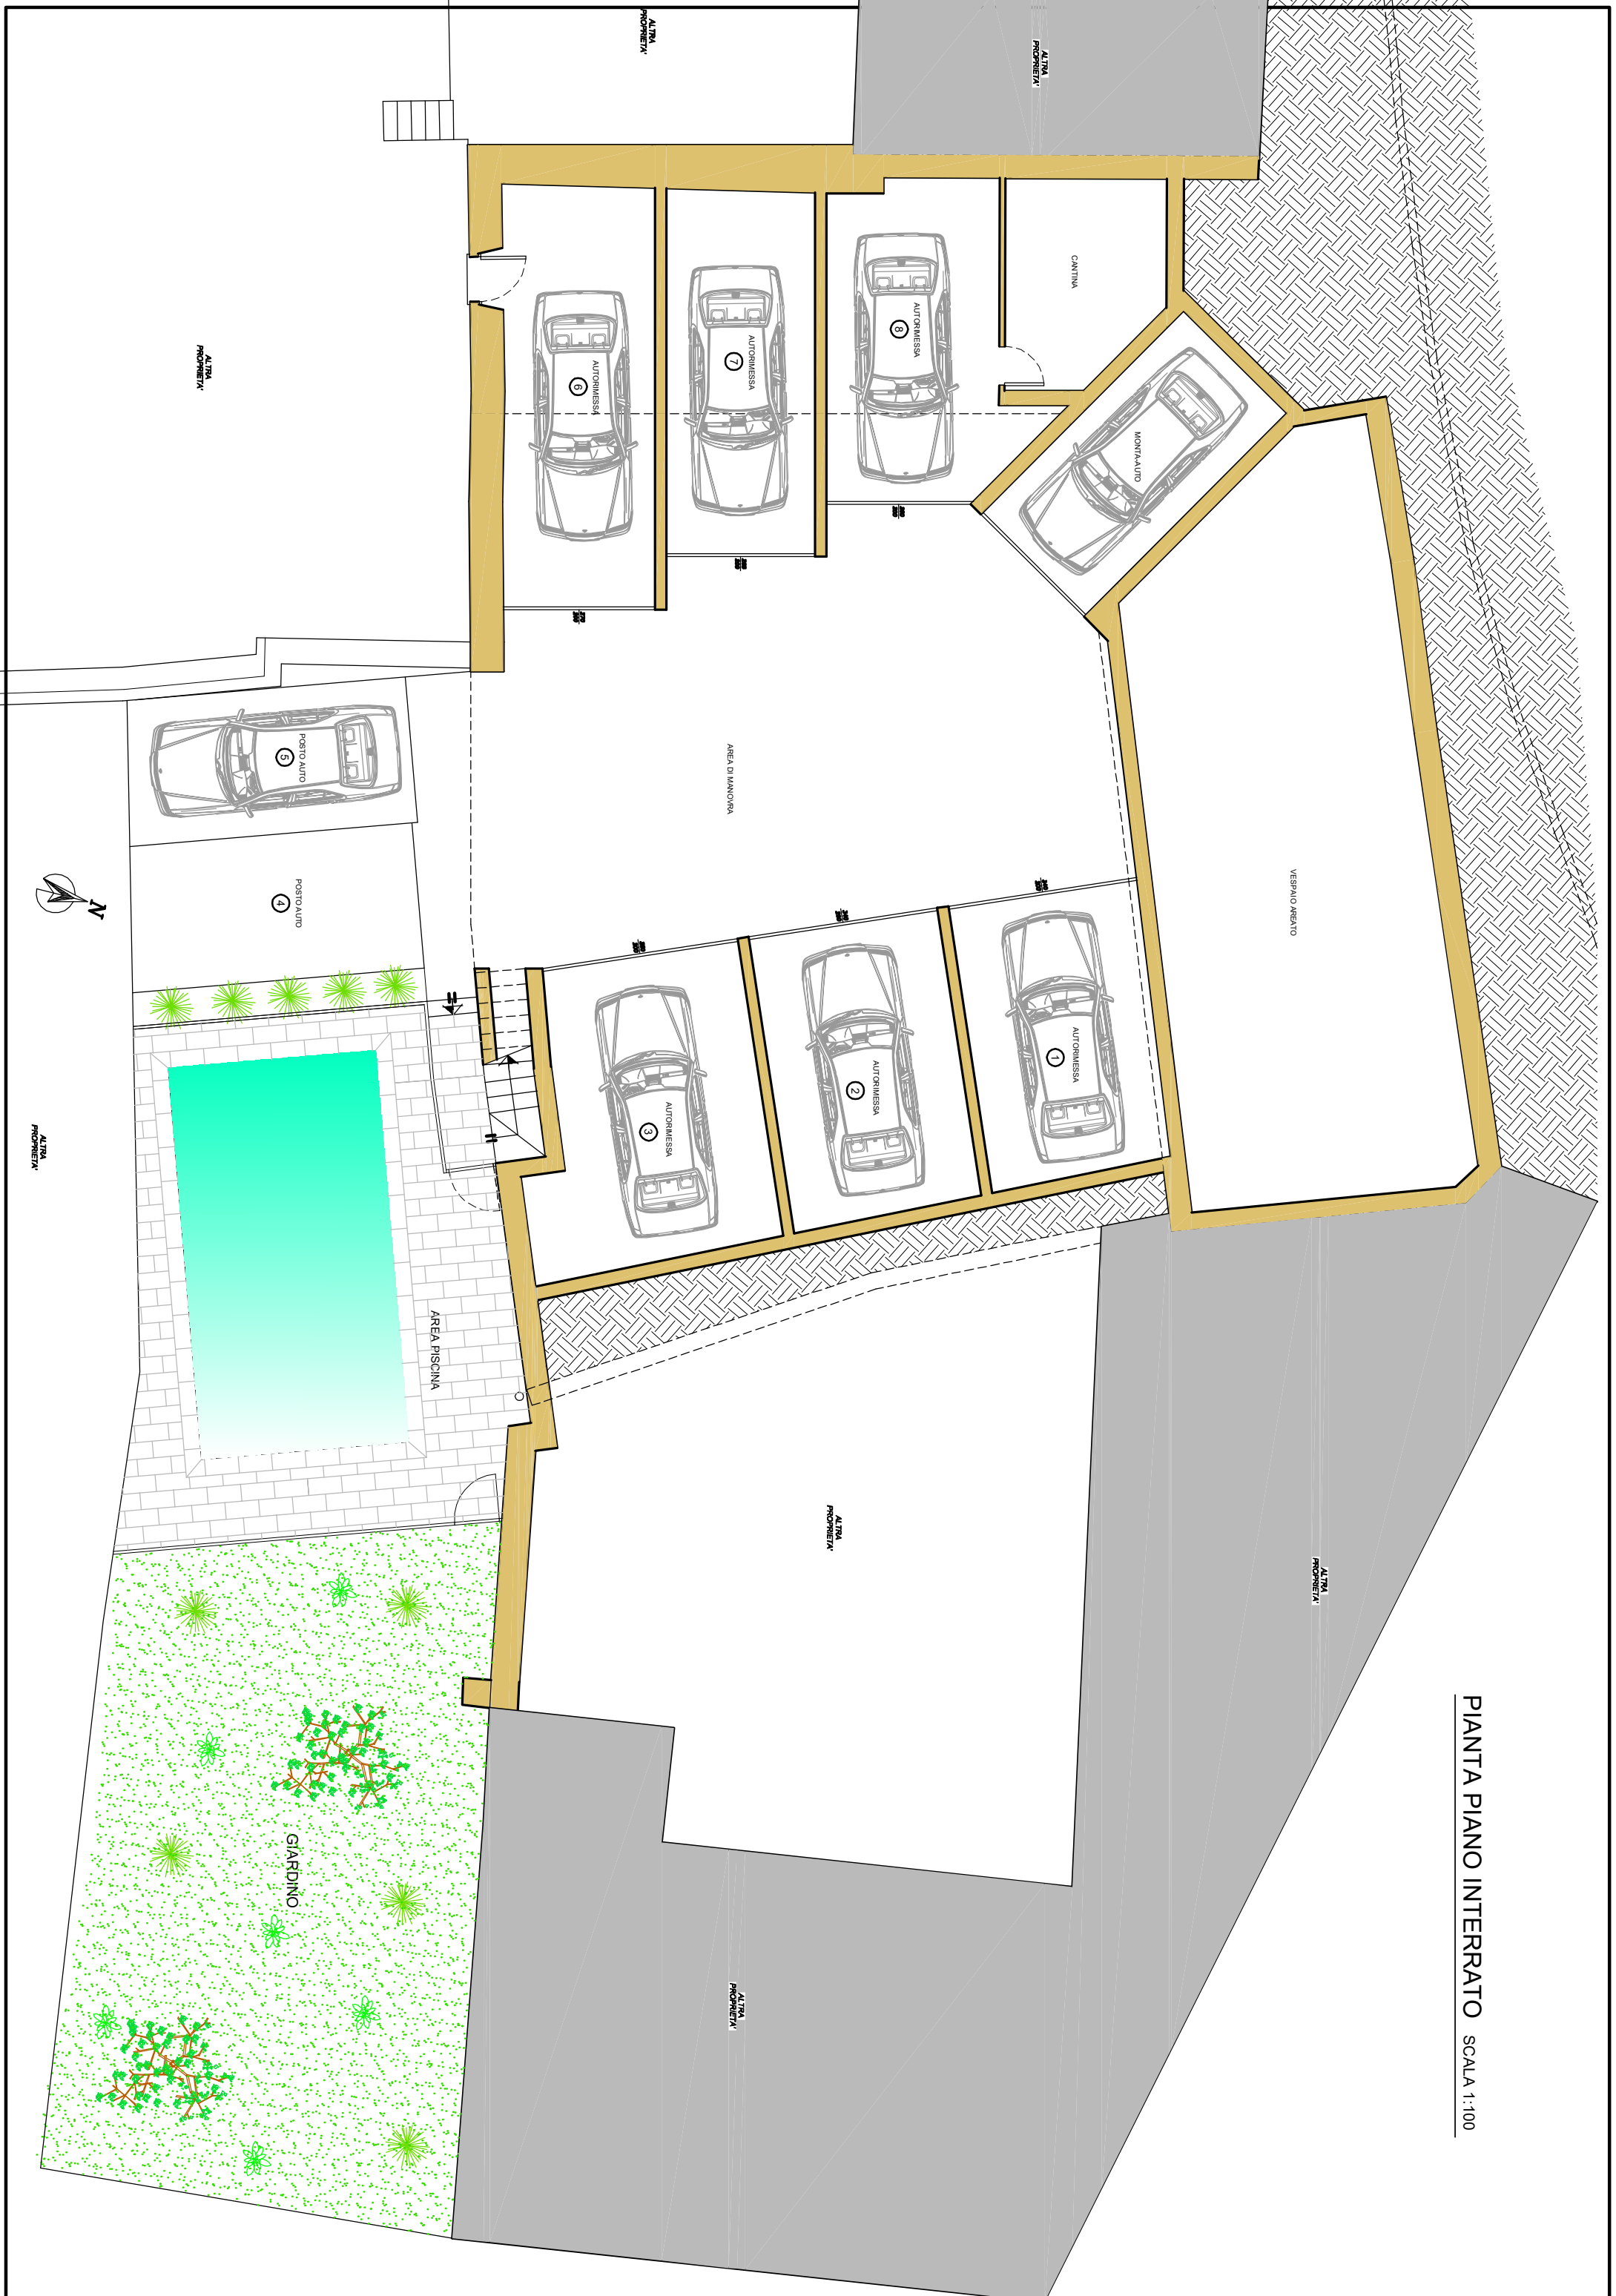 PIANTA PIANO INTERRATO SCALA 1:100
ALTRA
PROPRIETA'
ALTRA
PROPRIETA'
ALTRA
PROPRIETA'
CANTINA
AUTORIMESSA
8
AUTORIMESSA
7
AUTORIMESSA
6
MONTA-AUTO
VESPAIO AREATO
AREA DI MANOVRA
POSTO AUTO
5
POSTO AUTO
4
N
AUTORIMESSA
1
AUTORIMESSA
2
AUTORIMESSA
3
ALTRA
PROPRIETA'
AREA PISCINA
ALTRA
PROPRIETA'
ALTRA
PROPRIETA'
GIARDINO
ALTRA
PROPRIETA'